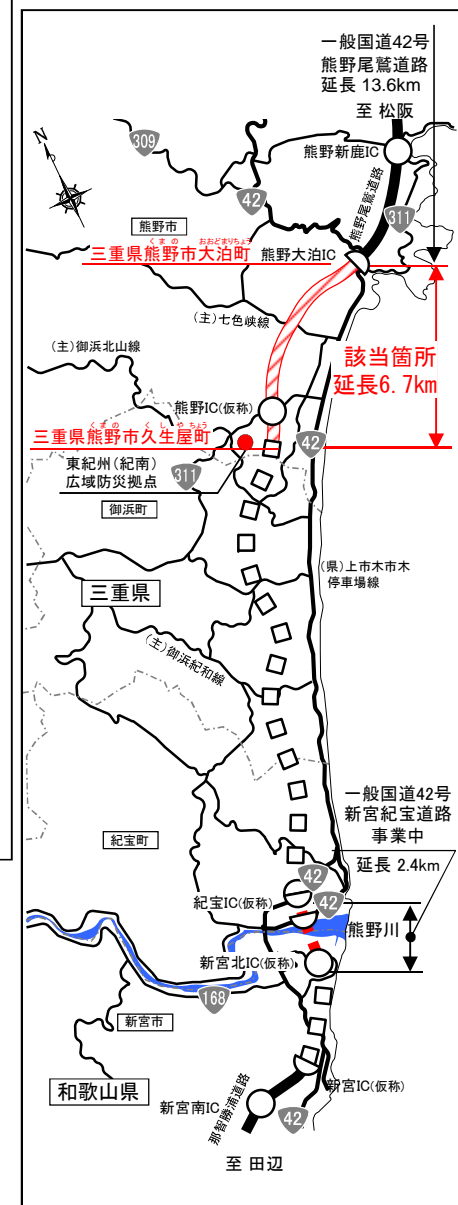 一般国道42号
熊野尾鷲道路
延長 13.6km
至 松阪
N
309
熊野新鹿IC
42
熊野尾鷲道路
311
熊野市
くまの おおどまりちょう
三重県熊野市大泊町
熊野大泊IC
(主)七色峡線
(主)御浜北山線
該当箇所
延長6.7km
熊野IC(仮称)
くまの くしやちょう
三重県熊野市久生屋町
42
東紀州(紀南)
広域防災拠点
311
御浜町
(県)上市木市木
停車場線
三重県
(主)御浜紀和線
一般国道42号
新宮紀宝道路
事業中
延長 2.4km
紀宝町
42
紀宝IC(仮称)
42
熊野川
新宮北IC(仮称)
168
新宮市
和歌山県
新宮IC(仮称)
新宮南IC
那智勝浦道路
42
至 田辺